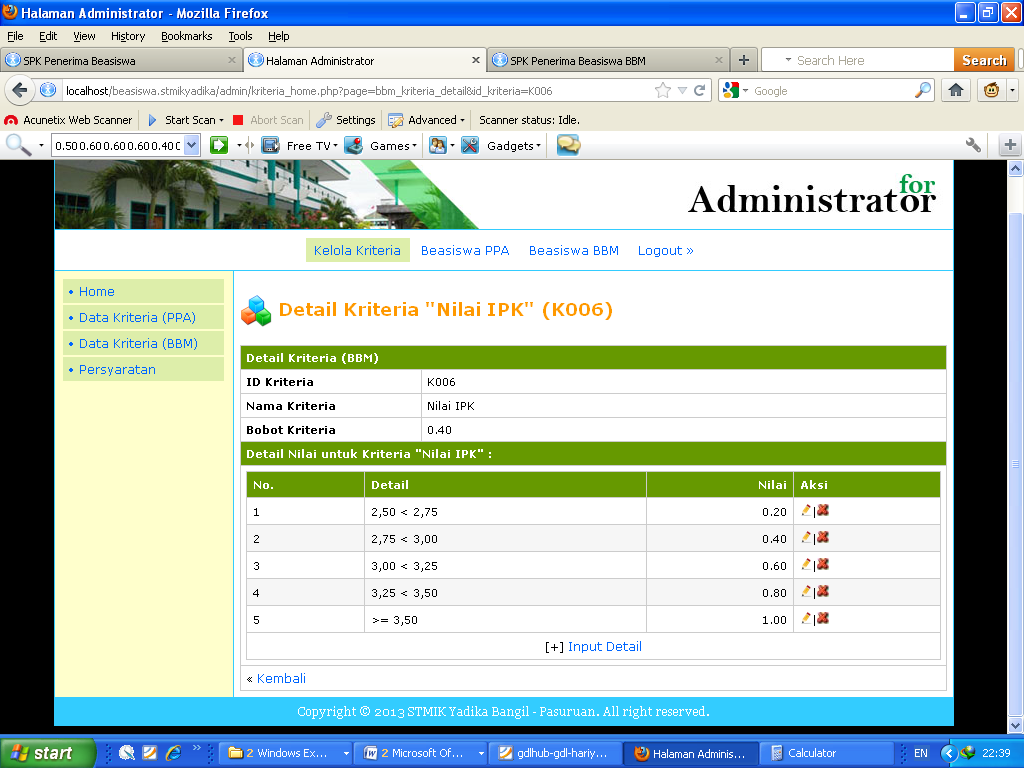 Halaman Administrator - Mozilla Firefox
File Edit View History Bookmarks Tools Help
SPK Penerima Beasiswa Halaman Administrator SPK Penerima Beasiswa BBM Search Here Search
localhost/beasiswa.stmikyadika/admin/kriteria_home.php?page=bbm_kriteria_detail&id_kriteria=K006 Google
Acunetix Web Scanner Start Scan Abort Scan Settings Advanced Scanner status: Idle.
0.500.600.600.600.400 Free TV Games Gadgets
for
Administrator
Kelola Kriteria Beasiswa PPA Beasiswa BBM Logout »
• Home
• Data Kriteria (PPA)
• Data Kriteria (BBM)
• Persyaratan
Detail Kriteria "Nilai IPK" (K006)
Detail Kriteria (BBM)
ID Kriteria K006
Nama Kriteria Nilai IPK
Bobot Kriteria 0.40
Detail Nilai untuk Kriteria "Nilai IPK" :
No. Detail Nilai Aksi
1 2,50 < 2,75 0.20 |
2 2,75 < 3,00 0.40 |
3 3,00 < 3,25 0.60 |
4 3,25 < 3,50 0.80 |
5 >= 3,50 1.00 |
[+] Input Detail
« Kembali
Copyright © 2013 STMIK Yadika Bangil - Pasuruan. All right reserved.
start 2 Windows Ex... 2 Microsoft Of... gdlhub-gdl-hariy... Halaman Adminis... Calculator EN 22:39